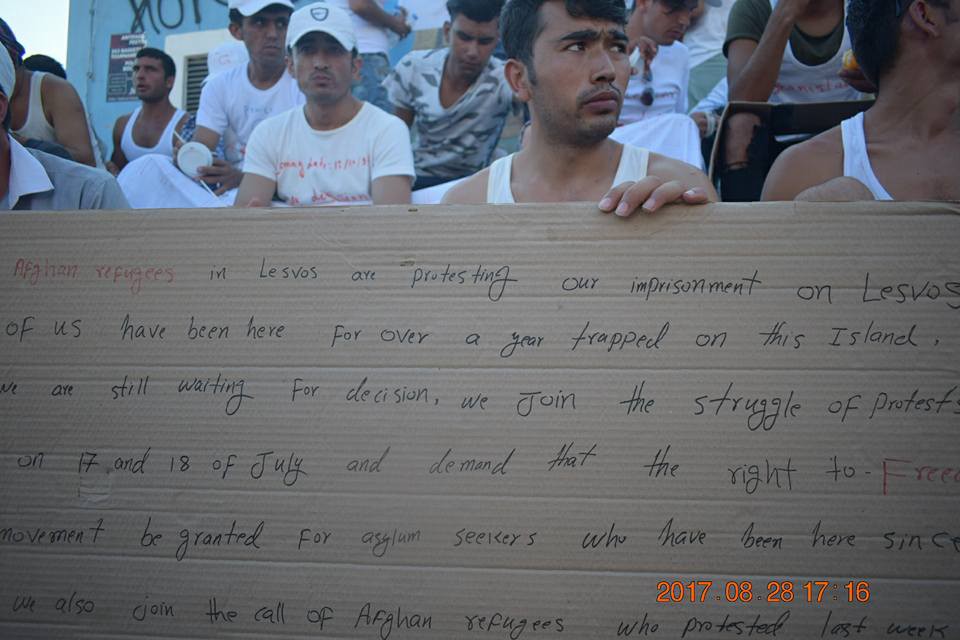 Afghan refugees in Lesvos are protesting our imprisonment on Lesvos
of us have been here for over a year trapped on this Island.
are still waiting for decision, we join the struggle of protest
on 17 and 18 of July and demand that the right to- Free
movement be granted for asylum seekers who have been here since
we also join the call of Afghan refugees who protested last week
2017.08.28 17:16